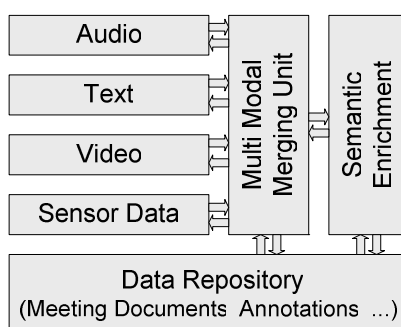 Audio
Text
Video
Sensor Data
Multi Modal
Merging Unit
Semantic
Enrichment
Data Repository
(Meeting Documents Annotations ...)